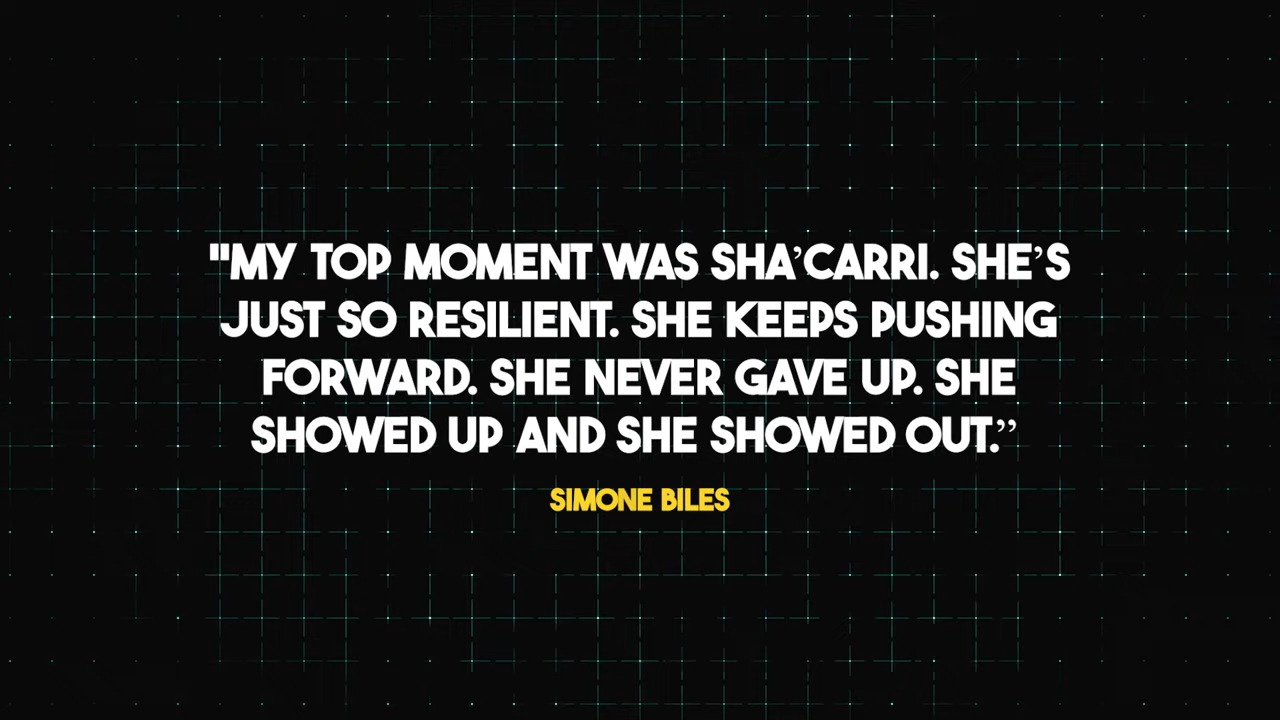 "MY TOP MOMENT WAS SHA’CARRI. SHE’S
JUST SO RESILIENT. SHE KEEPS PUSHING
FORWARD. SHE NEVER GAVE UP. SHE
SHOWED UP AND SHE SHOWED OUT.”
SIMONE BILES